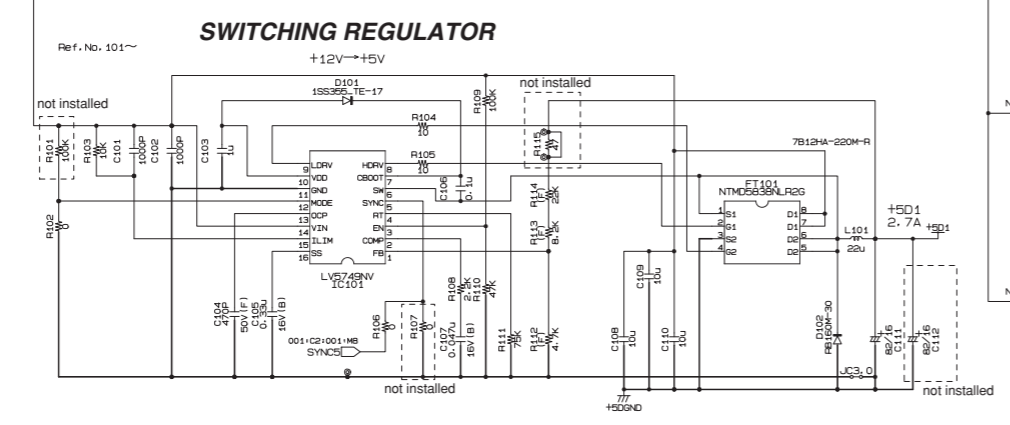 SWITCHING REGULATOR
Ref.No.101~
+12V→+5V
not installed
R101
100K
R103
10K
C101
1000P
C102
1000P
C103
1u
D101
1SS355_TE-17
R104
10
R105
10
R109
100K
not installed
R115
47
R102
0
LDRV
VDD
GND
MODE
OCP
VIN
ILIM
SS
9
10
11
12
13
14
15
16
HDRV
CBOOT
SW
SYNC
RT
EN
COMP
FB
8
7
6
5
4
3
2
1
LV5749NV
IC101
C106
0.1u
R114
(F)
22K
R113
(F)
8.2K
7B12HA-220M-R
FT101
NTMD5838NLR2G
1
2
3
4
S1
G1
S2
G2
D1
D1
D2
D2
8
7
6
5
L101
22u
+5D1
2.7A
+5D1
C104
470P
50V(F)
C105
0.33u
16V(B)
R106
0
001:C2;001:M8
SYNC5
R107
0
not installed
R108
2.2K
R110
47K
C107
0.047u
16V(B)
R111
75K
R112
(F)
4.7K
C109
10u
C108
10u
C110
10u
+5DGND
D102
RB160M-30
JC3.0
82/16
C111
82/16
C112
not installed
N
N